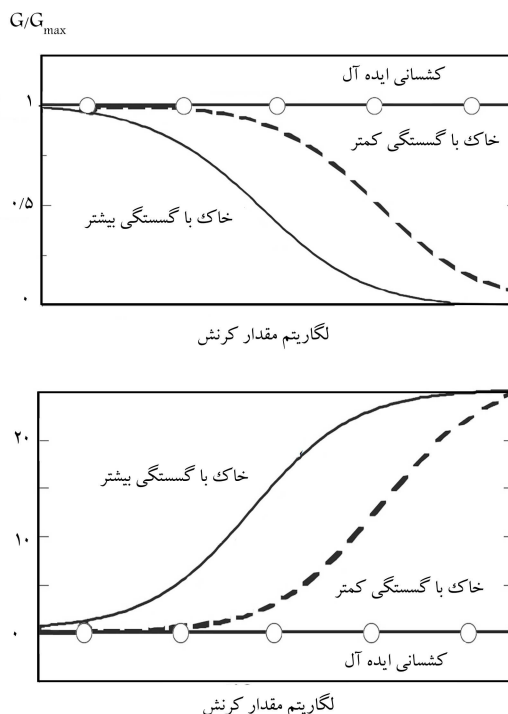 G/Gmax
کشسانی ایده آل
۱
خاک با گسستگی کمتر
۰/۵
خاک با گسستگی بیشتر
۰
لگاریتم مقدار کرنش
۲۰
خاک با گسستگی بیشتر
۱۰
خاک با گسستگی کمتر
۰
کشسانی ایده آل
لگاریتم مقدار کرنش